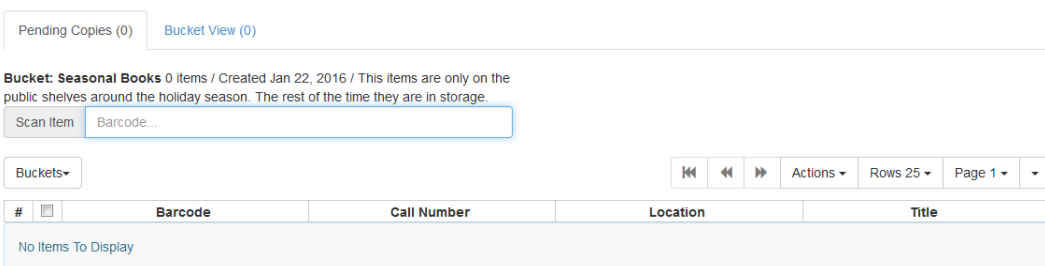 Pending Copies (0) Bucket View (0)
Bucket: Seasonal Books 0 items / Created Jan 22, 2016 / This items are only on the
public shelves around the holiday season. The rest of the time they are in storage.
Scan Item Barcode...
Buckets Actions Rows 25 Page 1
# Barcode Call Number Location Title
No Items To Display